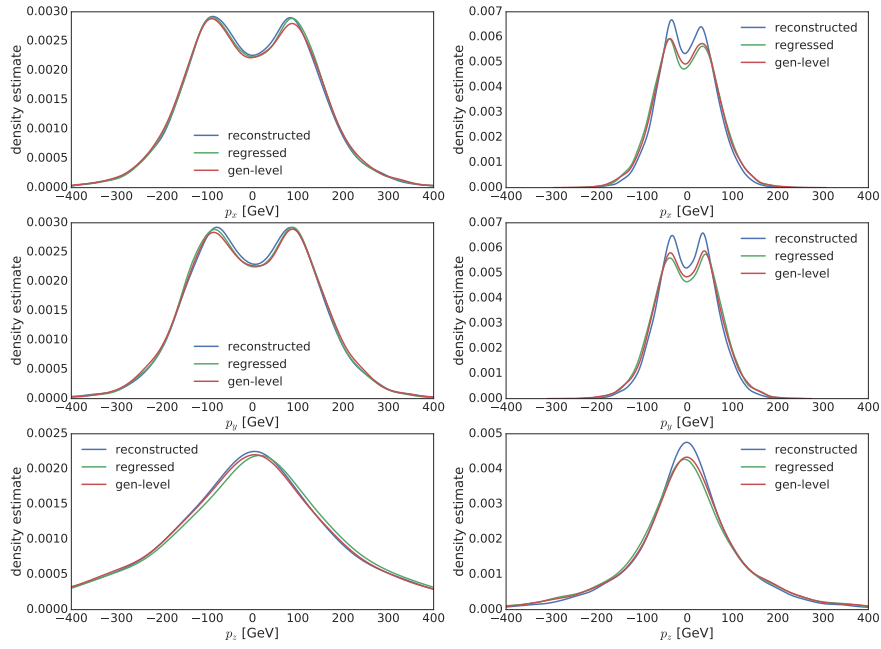 density estimate
0.0030
0.0025
0.0020
0.0015
0.0010
0.0005
0.0000
−400 −300 −200 −100 0 100 200 300 400
p_x [GeV]
reconstructed
regressed
gen-level
density estimate
0.007
0.006
0.005
0.004
0.003
0.002
0.001
0.000
−400 −300 −200 −100 0 100 200 300 400
p_x [GeV]
reconstructed
regressed
gen-level
density estimate
0.0030
0.0025
0.0020
0.0015
0.0010
0.0005
0.0000
−400 −300 −200 −100 0 100 200 300 400
p_y [GeV]
reconstructed
regressed
gen-level
density estimate
0.007
0.006
0.005
0.004
0.003
0.002
0.001
0.000
−400 −300 −200 −100 0 100 200 300 400
p_y [GeV]
reconstructed
regressed
gen-level
density estimate
0.0025
0.0020
0.0015
0.0010
0.0005
0.0000
−400 −300 −200 −100 0 100 200 300 400
p_z [GeV]
reconstructed
regressed
gen-level
density estimate
0.005
0.004
0.003
0.002
0.001
0.000
−400 −300 −200 −100 0 100 200 300 400
p_z [GeV]
reconstructed
regressed
gen-level